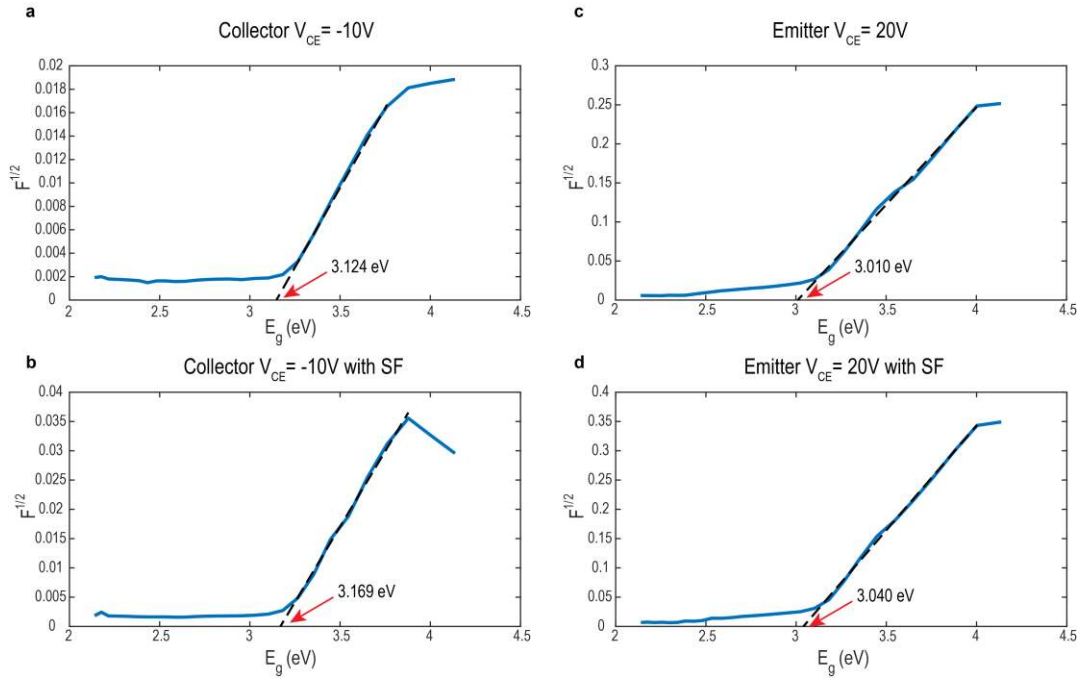 a
Collector V_CE= -10V
0.02
0.018
0.016
0.014
0.012
0.01
0.008
0.006
0.004
0.002
0
F^1/2
3.124 eV
2 2.5 3 3.5 4 4.5
E_g (eV)
c
Emitter V_CE= 20V
0.3
0.25
0.2
0.15
0.1
0.05
0
F^1/2
3.010 eV
2 2.5 3 3.5 4 4.5
E_g (eV)
b
Collector V_CE= -10V with SF
0.04
0.035
0.03
0.025
0.02
0.015
0.01
0.005
0
F^1/2
3.169 eV
2 2.5 3 3.5 4 4.5
E_g (eV)
d
Emitter V_CE= 20V with SF
0.4
0.35
0.3
0.25
0.2
0.15
0.1
0.05
0
F^1/2
3.040 eV
2 2.5 3 3.5 4 4.5
E_g (eV)